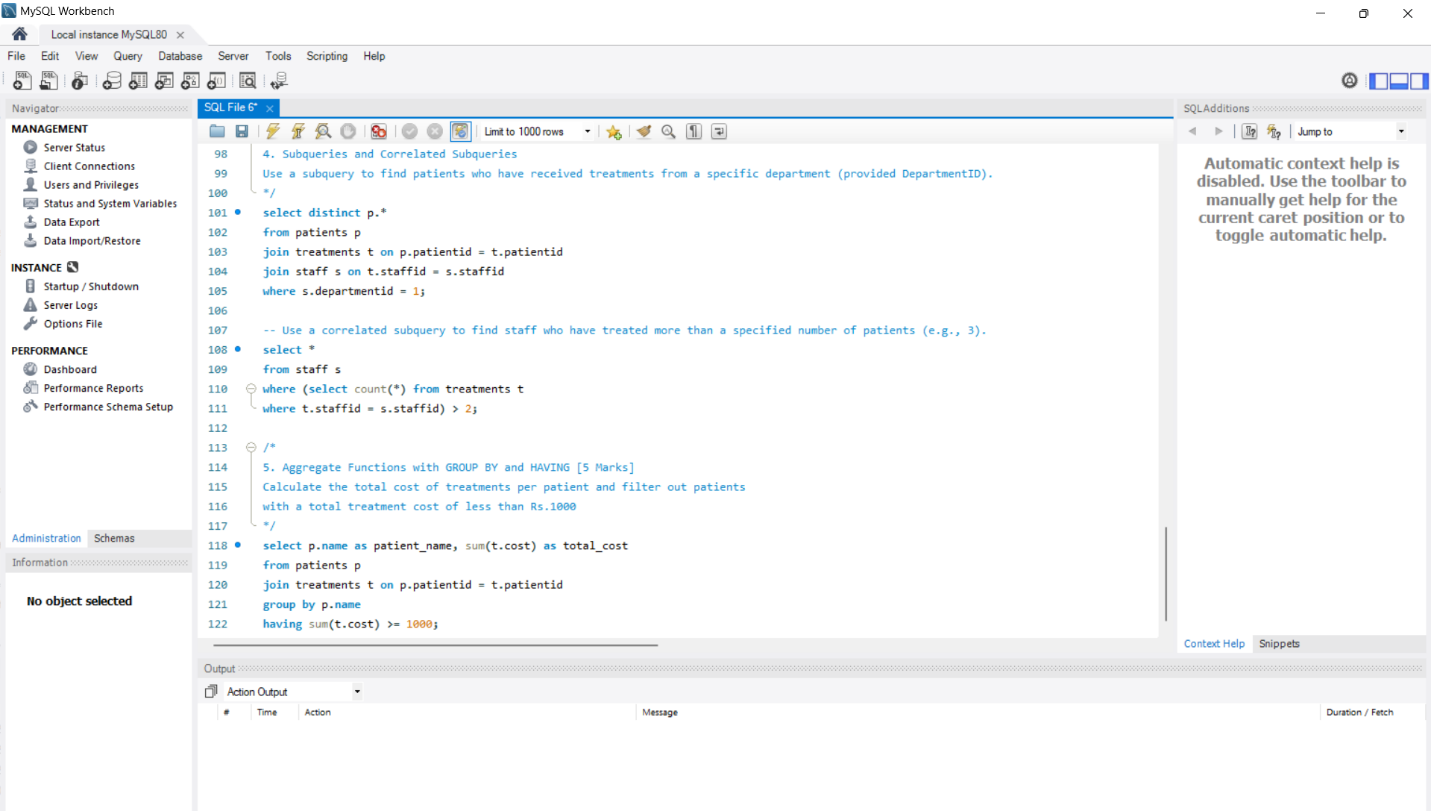 MySQL Workbench
Local instance MySQL80
File Edit View Query Database Server Tools Scripting Help
Navigator
MANAGEMENT
Server Status
Client Connections
Users and Privileges
Status and System Variables
Data Export
Data Import/Restore
INSTANCE
Startup / Shutdown
Server Logs
Options File
PERFORMANCE
Dashboard
Performance Reports
Performance Schema Setup
Administration Schemas
Information
No object selected
SQL File 6*
Limit to 1000 rows
98 4. Subqueries and Correlated Subqueries
99 Use a subquery to find patients who have received treatments from a specific department (provided DepartmentID).
100 */
101 select distinct p.*
102 from patients p
103 join treatments t on p.patientid = t.patientid
104 join staff s on t.staffid = s.staffid
105 where s.departmentid = 1;
106
107 -- Use a correlated subquery to find staff who have treated more than a specified number of patients (e.g., 3).
108 select *
109 from staff s
110 where (select count(*) from treatments t
111 where t.staffid = s.staffid) > 2;
112
113 /*
114 5. Aggregate Functions with GROUP BY and HAVING [5 Marks]
115 Calculate the total cost of treatments per patient and filter out patients
116 with a total treatment cost of less than Rs.1000
117 */
118 select p.name as patient_name, sum(t.cost) as total_cost
119 from patients p
120 join treatments t on p.patientid = t.patientid
121 group by p.name
122 having sum(t.cost) >= 1000;
SQLAdditions
Jump to
Automatic context help is
disabled. Use the toolbar to
manually get help for the
current caret position or to
toggle automatic help.
Context Help Snippets
Output
Action Output
# Time Action Message Duration / Fetch